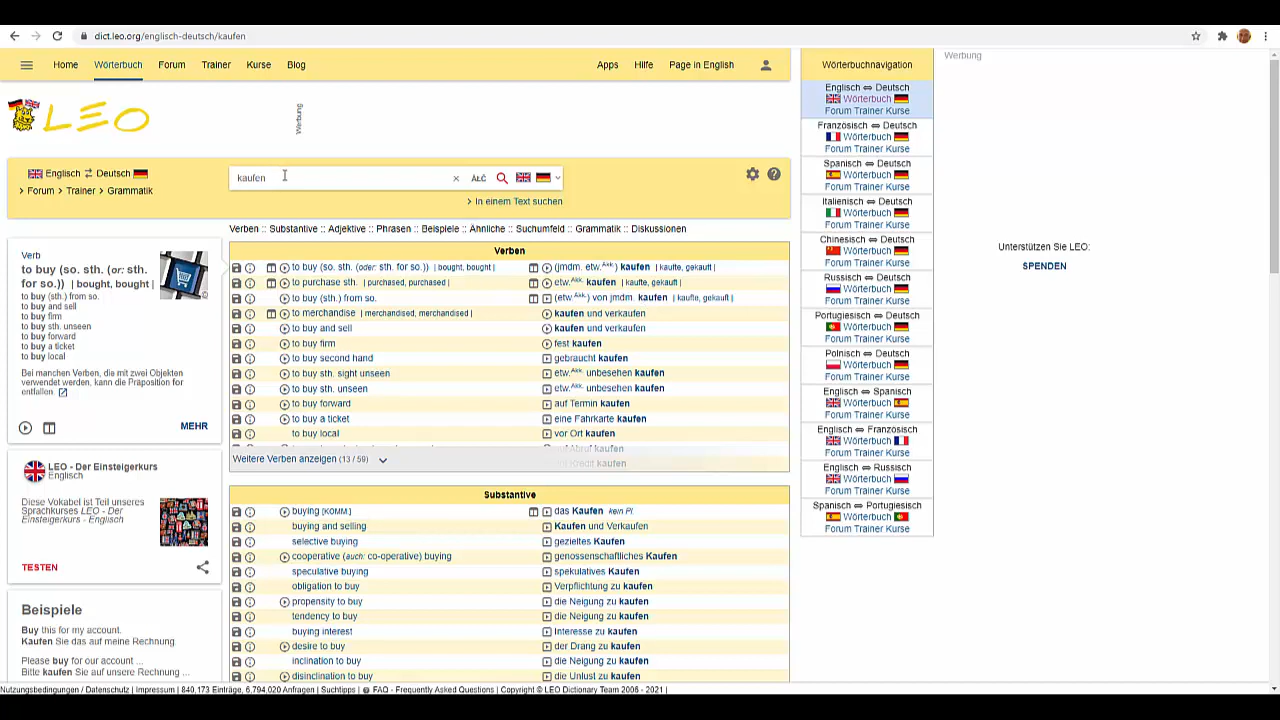 dict.leo.org/englisch-deutsch/kaufen
Home Wörterbuch Forum Trainer Kurse Blog Apps Hilfe Page in English
LEO
Werbung
Englisch ⇄ Deutsch
> Forum > Trainer > Grammatik
kaufen × ÄŁĈ
> In einem Text suchen
Verben :: Substantive :: Adjektive :: Phrasen :: Beispiele :: Ähnliche :: Suchumfeld :: Grammatik :: Diskussionen
Verb
to buy (so. sth. (or: sth.
for so.)) | bought, bought |
to buy (sth.) from so.
to buy and sell
to buy firm
to buy sth. unseen
to buy forward
to buy a ticket
to buy local
Bei manchen Verben, die mit zwei Objekten
verwendet werden, kann die Präposition for
entfallen.
MEHR
LEO - Der Einsteigerkurs
Englisch
Diese Vokabel ist Teil unseres
Sprachkurses LEO - Der
Einsteigerkurs - Englisch
TESTEN
Beispiele
Buy this for my account.
Kaufen Sie das auf meine Rechnung
Please buy for our account ...
Bitte kaufen Sie auf unsere Rechnung ...
Verben
to buy (so. sth. (oder: sth. for so.)) | bought, bought | (jmdm. etw.Akk.) kaufen | kaufte, gekauft |
to purchase sth. | purchased, purchased | etw.Akk. kaufen | kaufte, gekauft |
to buy (sth.) from so. (etw.Akk.) von jmdm. kaufen | kaufte, gekauft |
to merchandise | merchandised, merchandised | kaufen und verkaufen
to buy and sell kaufen und verkaufen
to buy firm fest kaufen
to buy second hand gebraucht kaufen
to buy sth. sight unseen etw.Akk. unbesehen kaufen
to buy sth. unseen etw.Akk. unbesehen kaufen
to buy forward auf Termin kaufen
to buy a ticket eine Fahrkarte kaufen
to buy local vor Ort kaufen
auf Abruf kaufen
Weitere Verben anzeigen (13 / 59) auf Kredit kaufen
Substantive
buying [KOMM.] das Kaufen kein Pl.
buying and selling Kaufen und Verkaufen
selective buying gezieltes Kaufen
cooperative (auch: co-operative) buying genossenschaftliches Kaufen
speculative buying spekulatives Kaufen
obligation to buy Verpflichtung zu kaufen
propensity to buy die Neigung zu kaufen
tendency to buy die Neigung zu kaufen
buying interest Interesse zu kaufen
desire to buy der Drang zu kaufen
inclination to buy die Neigung zu kaufen
disinclination to buy die Unlust zu kaufen
Wörterbuchnavigation
Englisch ⇔ Deutsch
Wörterbuch
Forum Trainer Kurse
Französisch ⇔ Deutsch
Wörterbuch
Forum Trainer Kurse
Spanisch ⇔ Deutsch
Wörterbuch
Forum Trainer Kurse
Italienisch ⇔ Deutsch
Wörterbuch
Forum Trainer Kurse
Chinesisch ⇔ Deutsch
Wörterbuch
Forum Trainer Kurse
Russisch ⇔ Deutsch
Wörterbuch
Forum Trainer Kurse
Portugiesisch ⇔ Deutsch
Wörterbuch
Forum Trainer Kurse
Polnisch ⇔ Deutsch
Wörterbuch
Forum Trainer Kurse
Englisch ⇔ Spanisch
Wörterbuch
Forum Trainer Kurse
Englisch ⇔ Französisch
Wörterbuch
Forum Trainer Kurse
Englisch ⇔ Russisch
Wörterbuch
Forum Trainer Kurse
Spanisch ⇔ Portugiesisch
Wörterbuch
Forum Trainer Kurse
Werbung
Unterstützen Sie LEO:
SPENDEN
Nutzungsbedingungen / Datenschutz | Impressum | 840,173 Einträge, 6,794,020 Anfragen | Suchtipps | FAQ - Frequently Asked Questions | Copyright © LEO Dictionary Team 2006 - 2021 |